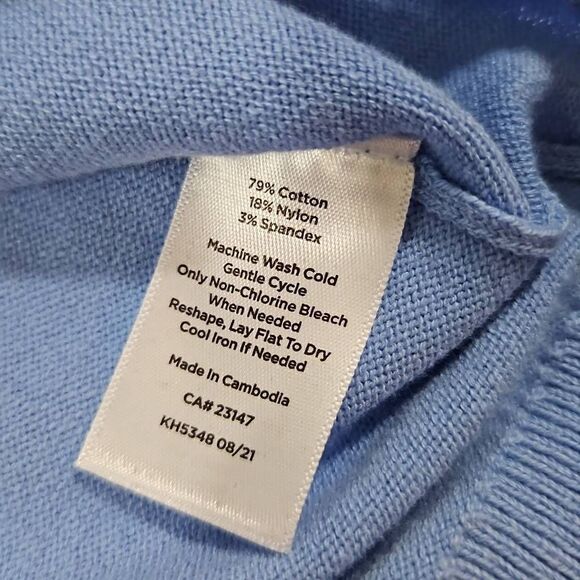 79% Cotton
18% Nylon
3% Spandex
Machine Wash Cold
Gentle Cycle
Only Non-Chlorine Bleach
When Needed
Reshape, Lay Flat To Dry
Cool Iron If Needed
Made In Cambodia
CA# 23147
KH5348 08/21